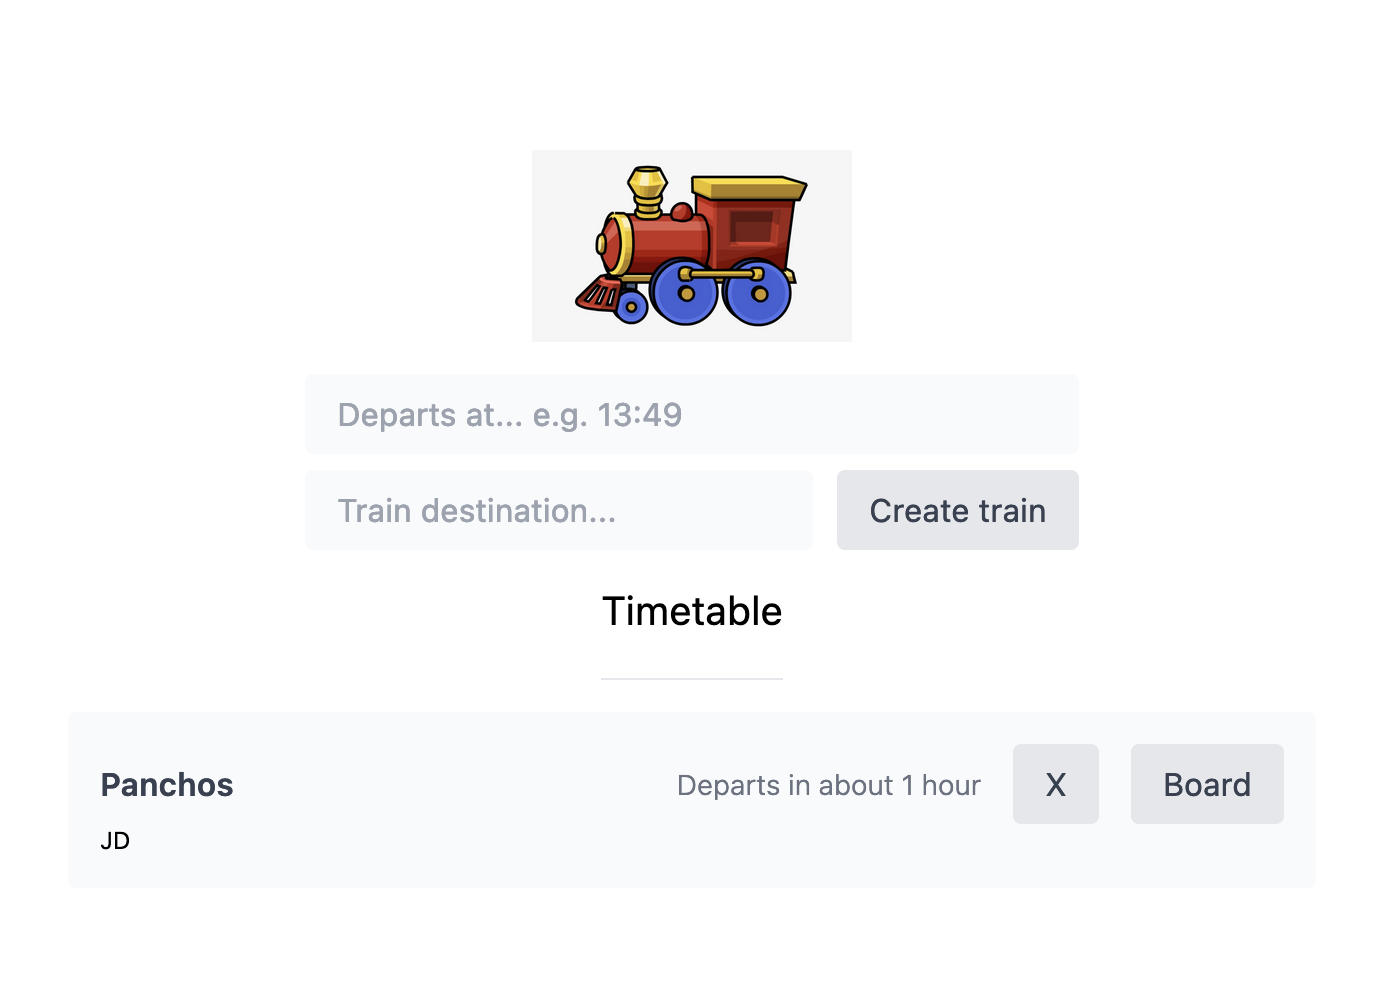 Departs at... e.g. 13:49
Train destination...
Create train
Timetable
Panchos
Departs in about 1 hour
X
Board
JD